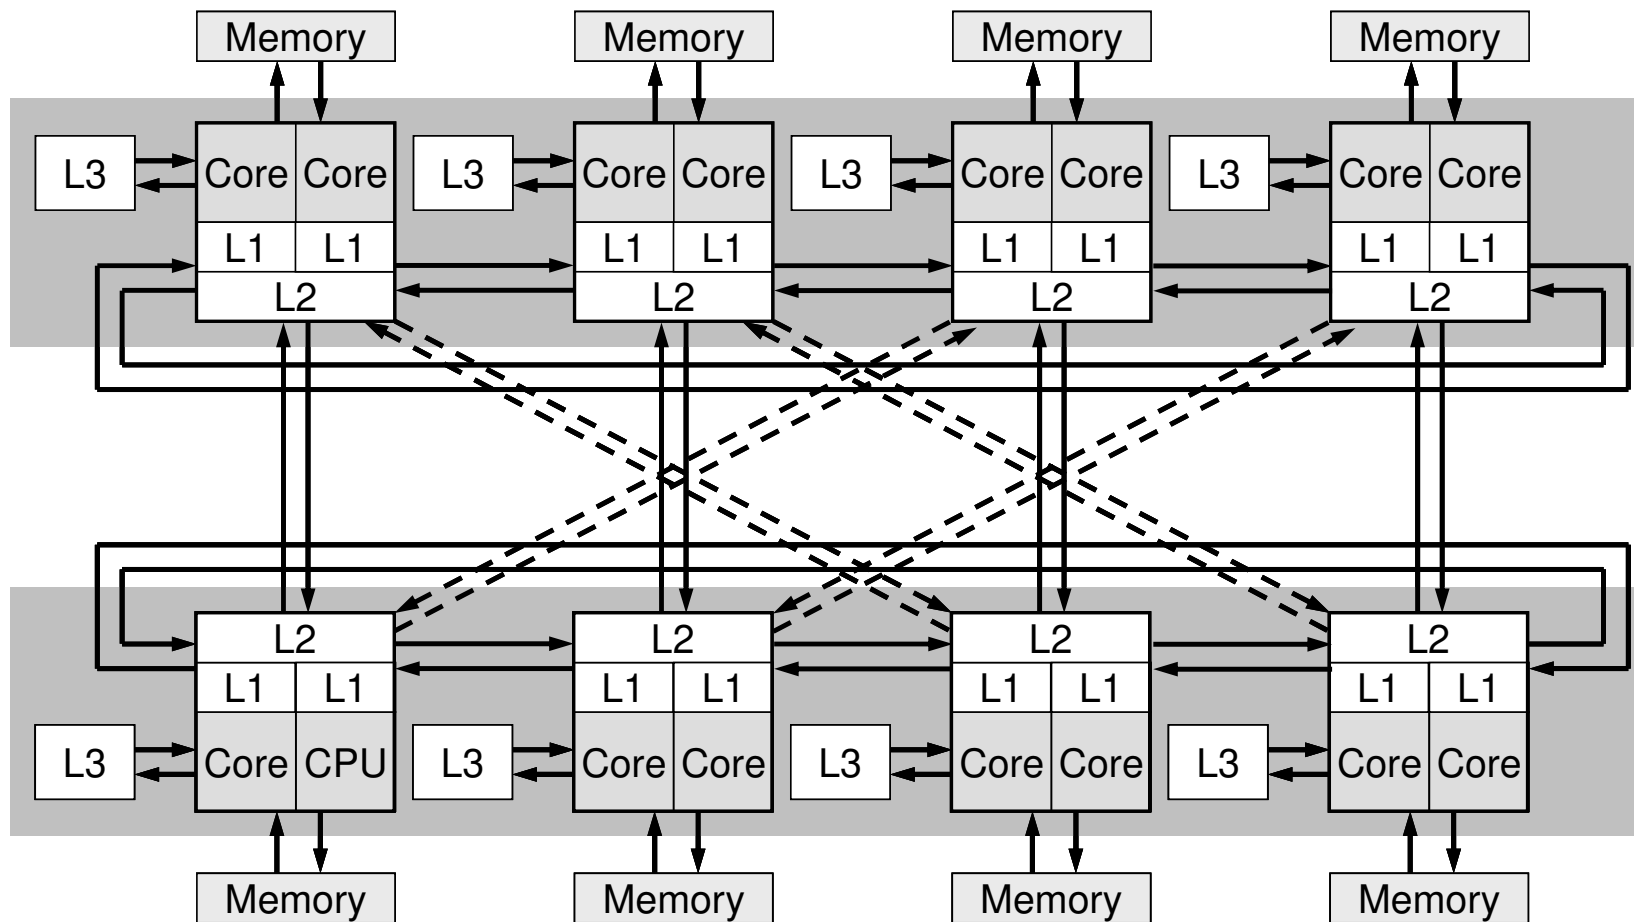 Memory Memory Memory Memory
L3 Core Core L3 Core Core L3 Core Core L3 Core Core
L1 L1 L1 L1 L1 L1 L1 L1
L2 L2 L2 L2
L2 L2 L2 L2
L1 L1 L1 L1 L1 L1 L1 L1
L3 Core CPU L3 Core Core L3 Core Core L3 Core Core
Memory Memory Memory Memory